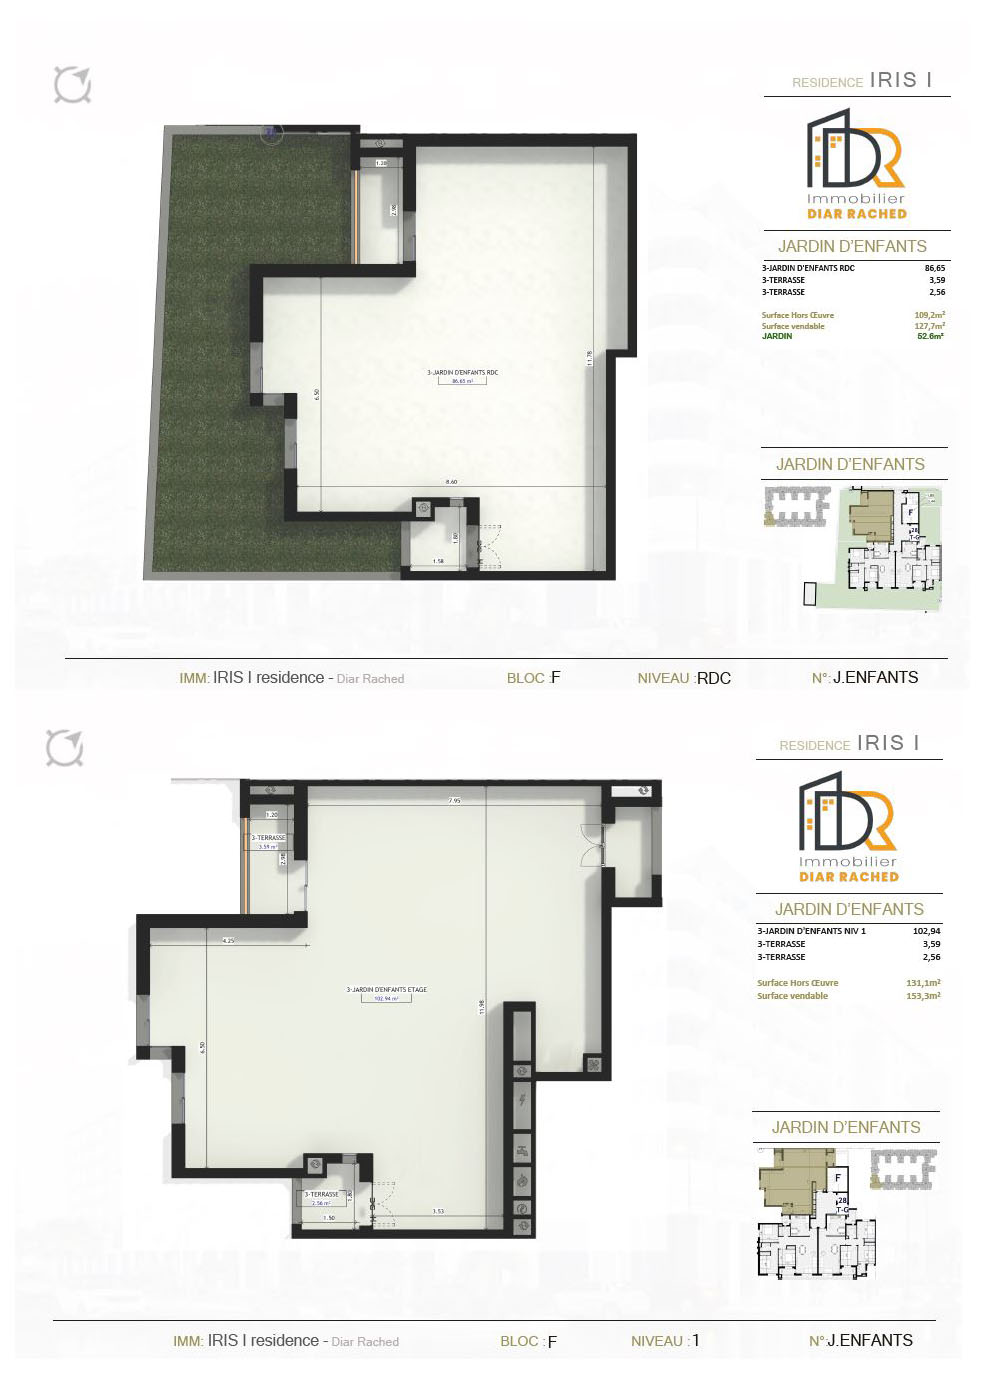 RESIDENCE IRIS I
Immobilier
DIAR RACHED
JARDIN D'ENFANTS
3-JARDIN D'ENFANTS RDC 86,65
3-TERRASSE 3,59
3-TERRASSE 2,56
Surface Hors Œuvre 109,2m²
Surface vendable 127,7m²
JARDIN 52.6m²
1.20
2.98
11.78
3-JARDIN D'ENFANTS RDC
86.65 m²
6.50
8.60
1.80
1.58
JARDIN D'ENFANTS
F
28
T-G
IMM: IRIS I residence - Diar Rached BLOC :F NIVEAU :RDC N°:J.ENFANTS
RESIDENCE IRIS I
Immobilier
DIAR RACHED
JARDIN D'ENFANTS
3-JARDIN D'ENFANTS NIV 1 102,94
3-TERRASSE 3,59
3-TERRASSE 2,56
Surface Hors Œuvre 131,1m²
Surface vendable 153,3m²
7.95
1.20
3-TERRASSE
3.59 m²
2.98
4.25
3-JARDIN D'ENFANTS ETAGE
102.94 m²
11.98
6.50
3-TERRASSE
2.56 m²
1.80
1.50
3.53
JARDIN D'ENFANTS
F
28
T-G
IMM: IRIS I residence - Diar Rached BLOC :F NIVEAU :1 N°:J.ENFANTS